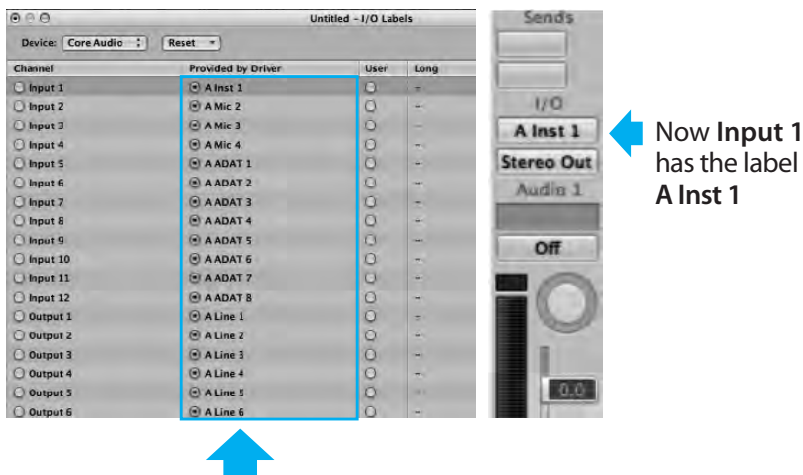 Untitled - I/O Labels
Device: Core Audio Reset
Channel Provided by Driver User Long
Input 1 A Inst 1 -
Input 2 A Mic 2 -
Input 3 A Mic 3 -
Input 4 A Mic 4 -
Input 5 A ADAT 1 -
Input 6 A ADAT 2 -
Input 7 A ADAT 3 -
Input 8 A ADAT 4 -
Input 9 A ADAT 5 -
Input 10 A ADAT 6 -
Input 11 A ADAT 7 -
Input 12 A ADAT 8 -
Output 1 A Line 1 -
Output 2 A Line 2 -
Output 3 A Line 3 -
Output 4 A Line 4 -
Output 5 A Line 5 -
Output 6 A Line 6 -
Sends
I/O
A Inst 1
Stereo Out
Audio 1
Off
0.0
Now Input 1
has the label
A Inst 1